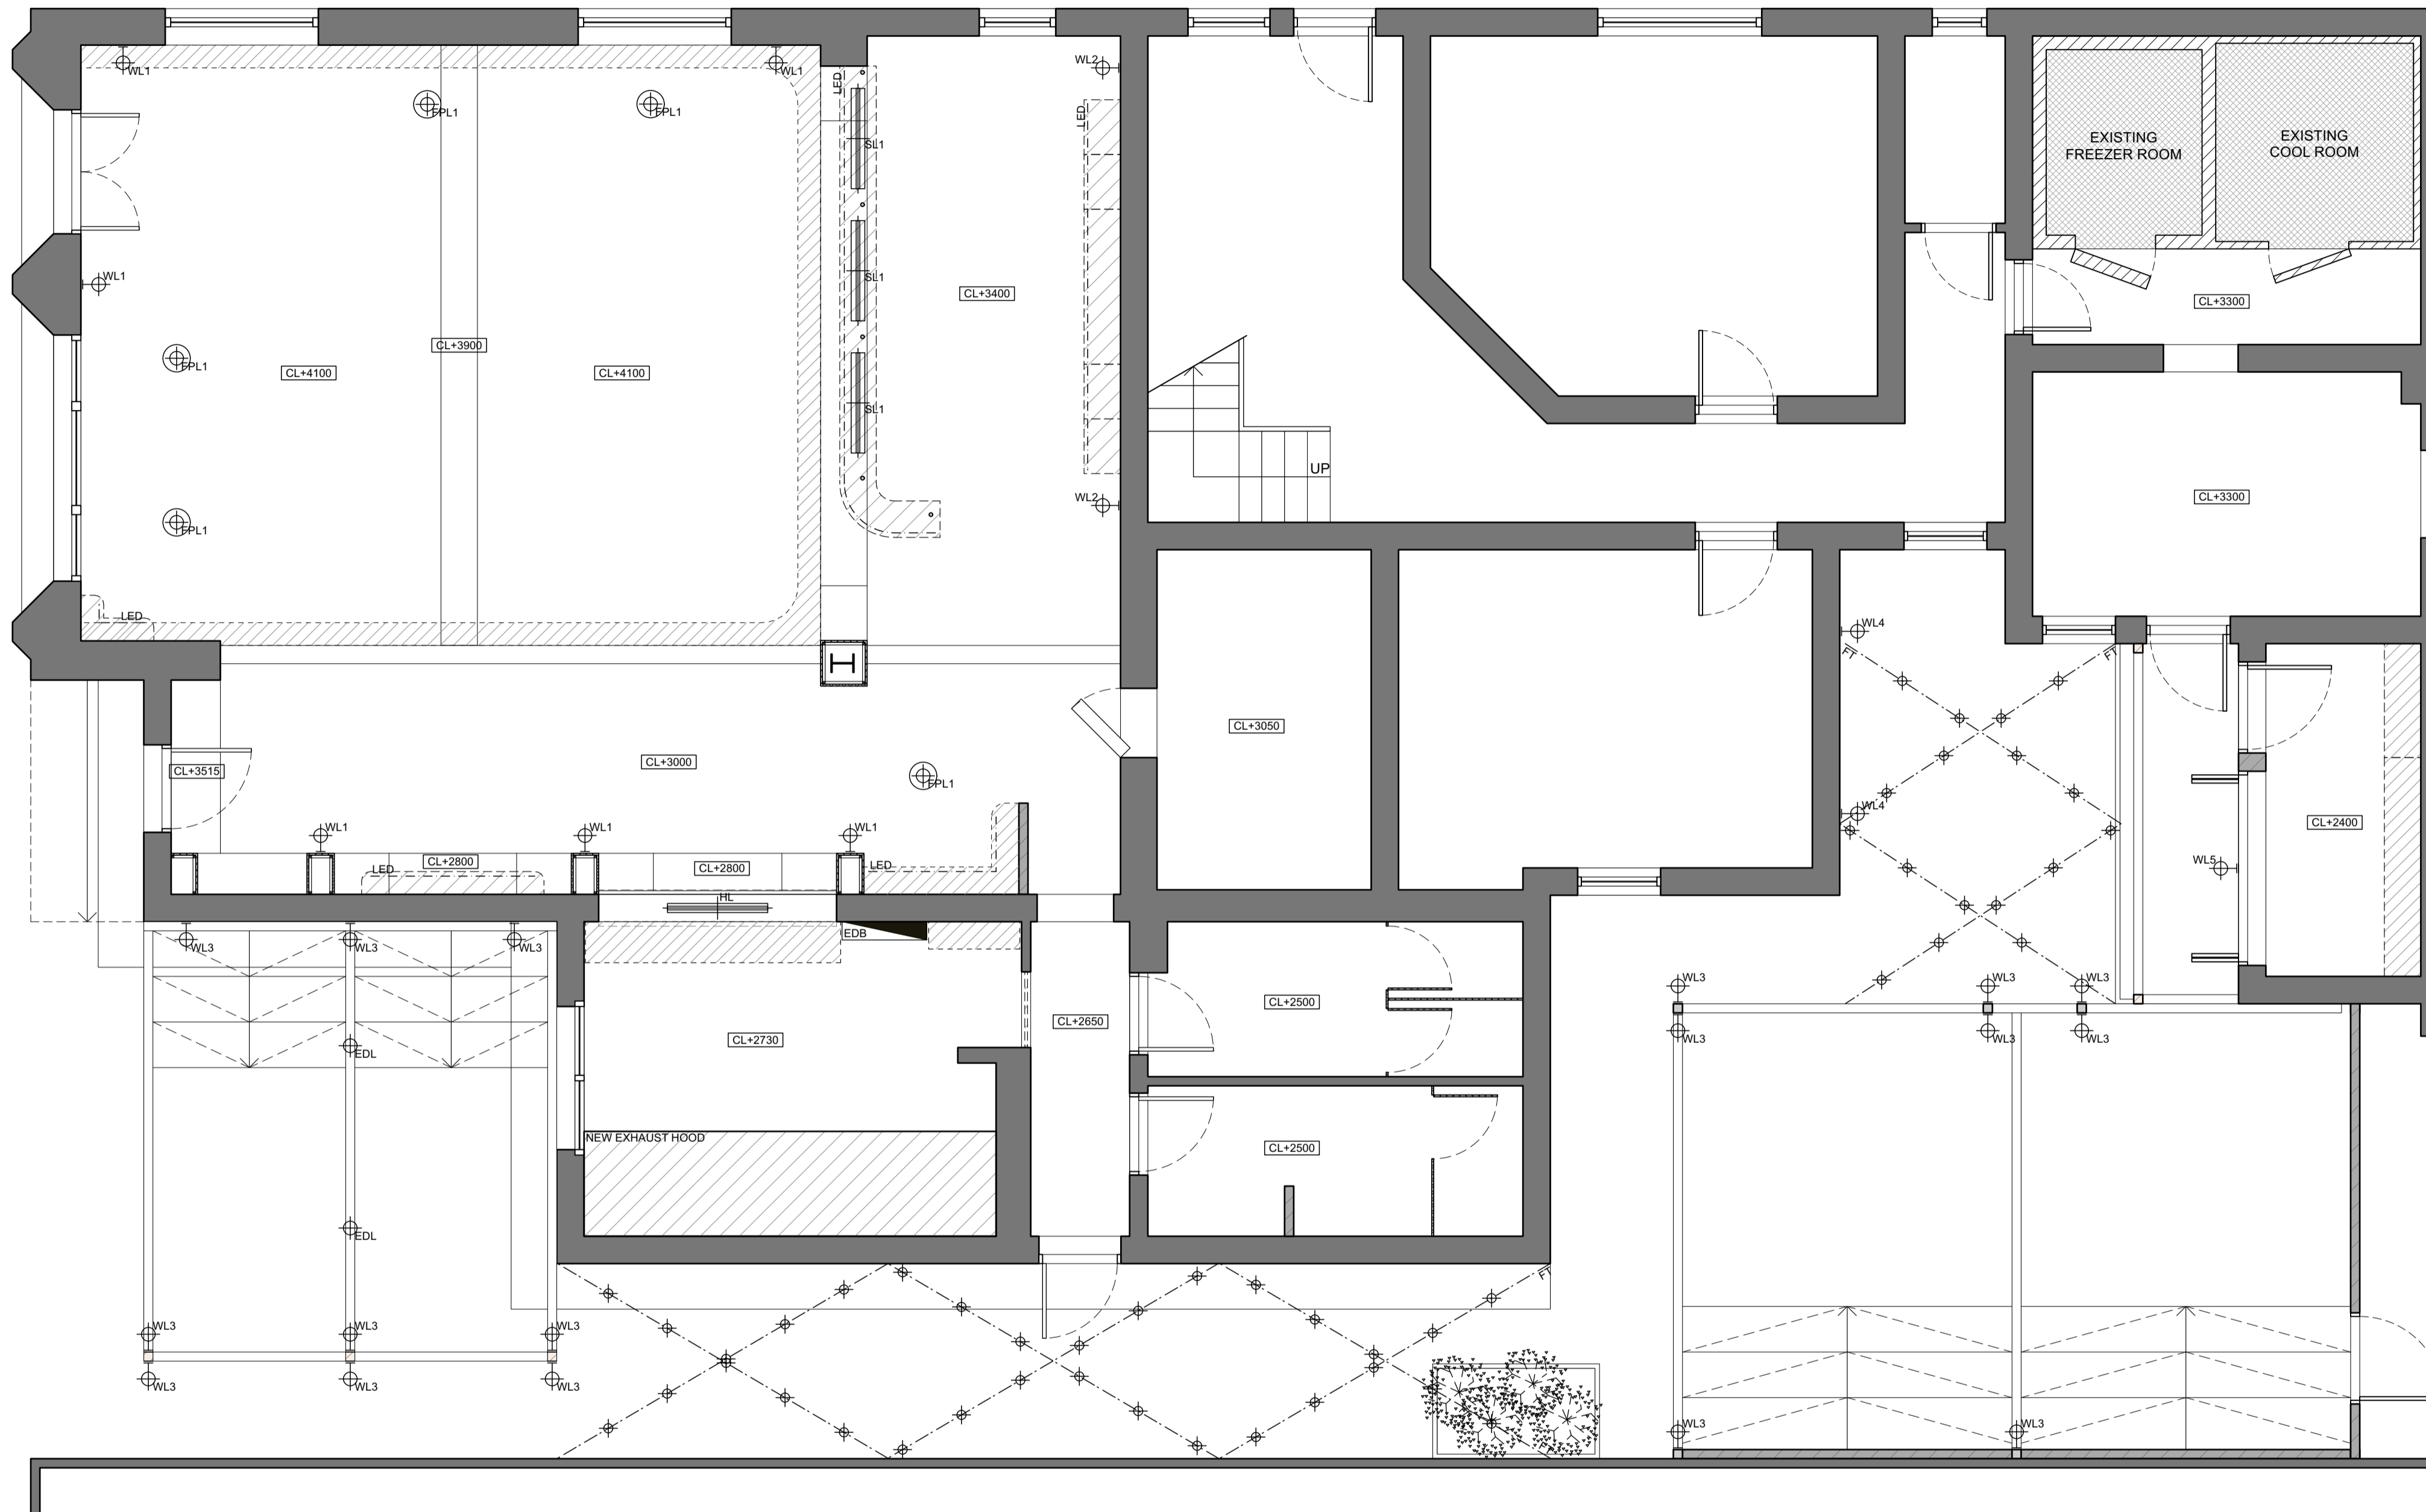 WL1
WL1
FPL1
FPL1
LED
SL1
WL2
LED
EXISTING
FREEZER ROOM
EXISTING
COOL ROOM
WL1
SL1
CL+3400
CL+3300
CL+3900
FPL1
CL+4100
CL+4100
SL1
UP
WL2
CL+3300
FPL1
LED
WL4
FT
FT
CL+3050
CL+3515
CL+3000
FPL1
WL4
WL1
WL1
WL1
CL+2400
LED
CL+2800
CL+2800
LED
WL5
HL
EDB
WL3
WL3
WL3
WL3
WL3
WL3
CL+2500
CL+2650
CL+2730
WL3
WL3
WL3
EDL
NEW EXHAUST HOOD
CL+2500
EDL
FT
WL3
WL3
WL3
WL3
WL3
WL3
WL3
WL3